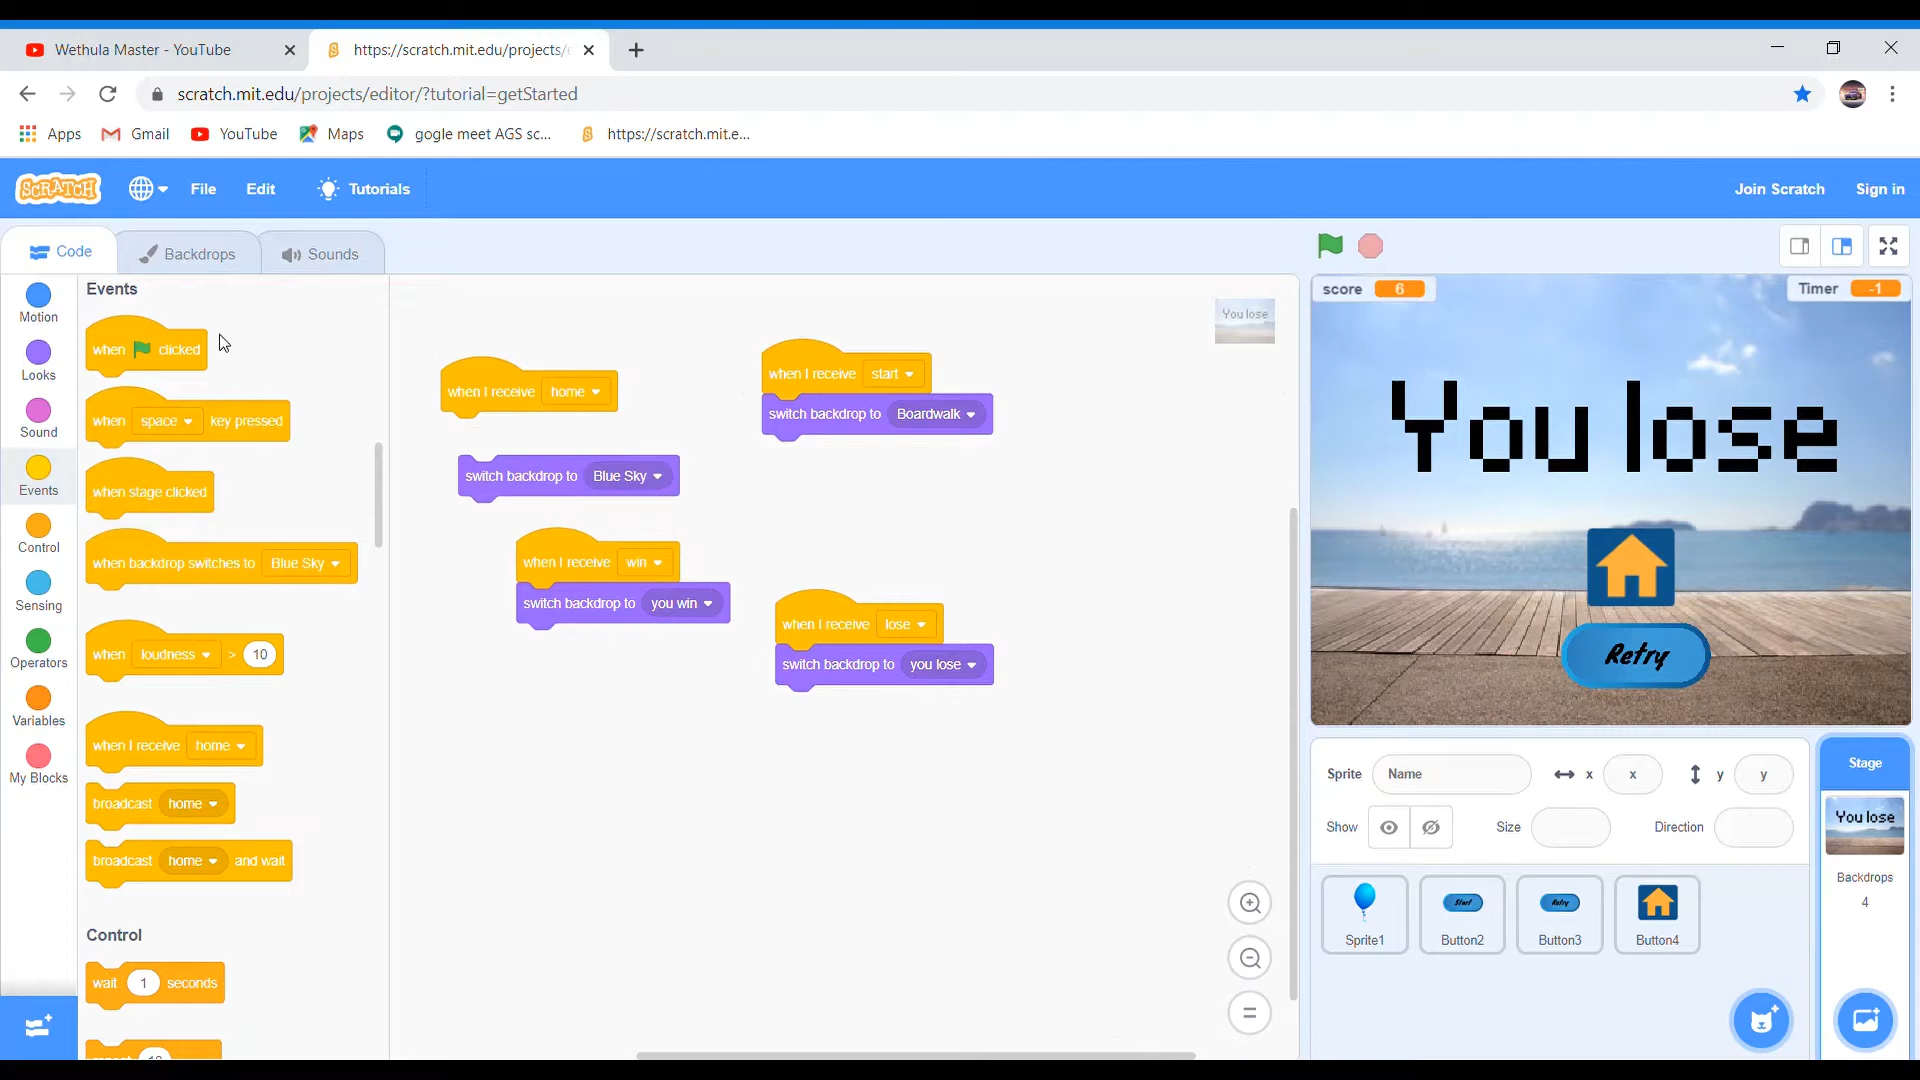 Wethula Master - YouTube
https://scratch.mit.edu/projects/e
scratch.mit.edu/projects/editor/?tutorial=getStarted
Apps
Gmail
YouTube
Maps
gogle meet AGS sc...
https://scratch.mit.e...
SCRATCH
File
Edit
Tutorials
Join Scratch
Sign in
Code
Backdrops
Sounds
Motion
Looks
Sound
Events
Control
Sensing
Operators
Variables
My Blocks
Events
when clicked
when space key pressed
when stage clicked
when backdrop switches to Blue Sky
when loudness > 10
when I receive home
broadcast home
broadcast home and wait
Control
wait 1 seconds
when I receive home
switch backdrop to Blue Sky
when I receive start
switch backdrop to Boardwalk
when I receive win
switch backdrop to you win
when I receive lose
switch backdrop to you lose
You lose
score 6
Timer -1
You lose
Retry
Sprite Name x x y y
Show Size Direction
Stage
You lose
Backdrops
4
Start
Retry
Sprite1
Button2
Button3
Button4